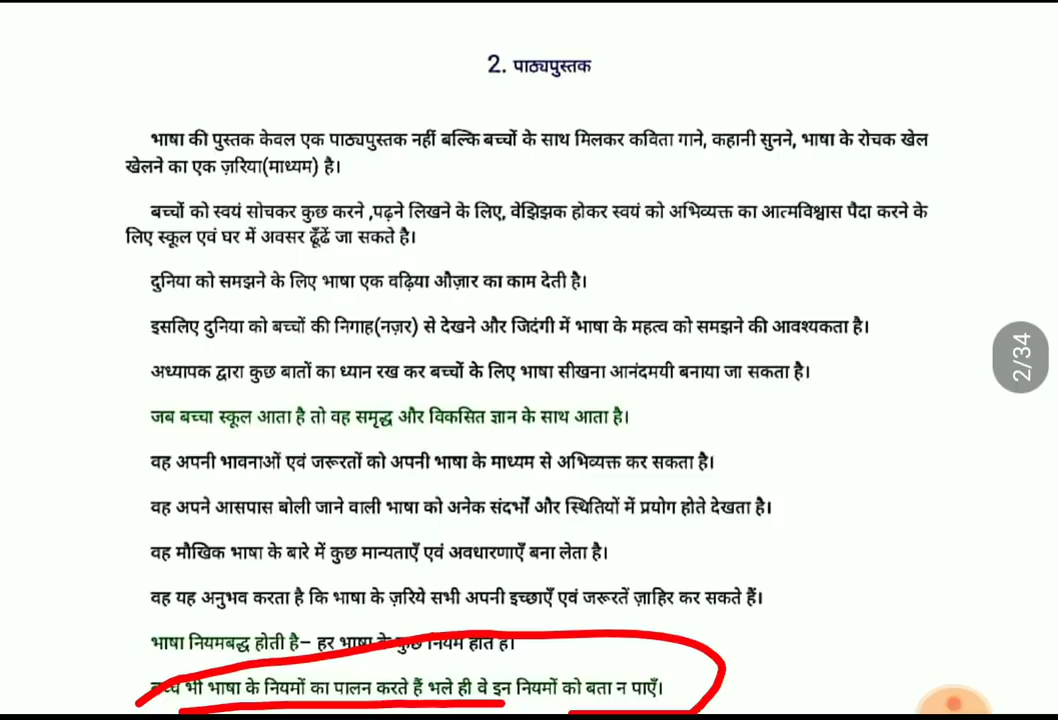 2. पाठ्यपुस्तक
भाषा की पुस्तक केवल एक पाठ्यपुस्तक नहीं बल्कि बच्चों के साथ मिलकर कविता गाने, कहानी सुनने, भाषा के रोचक खेल
खेलने का एक ज़रिया(माध्यम) है।
बच्चों को स्वयं सोचकर कुछ करने ,पढ़ने लिखने के लिए, वेझिझक होकर स्वयं को अभिव्यक्त का आत्मविश्वास पैदा करने के
लिए स्कूल एवं घर में अवसर ढूँढें जा सकते है।
दुनिया को समझने के लिए भाषा एक वढ़िया औज़ार का काम देती है।
इसलिए दुनिया को बच्चों की निगाह(नज़र) से देखने और जिदंगी में भाषा के महत्व को समझने की आवश्यकता है।
अध्यापक द्वारा कुछ बातों का ध्यान रख कर बच्चों के लिए भाषा सीखना आनंदमयी बनाया जा सकता है।
जब बच्चा स्कूल आता है तो वह समृद्ध और विकसित ज्ञान के साथ आता है।
वह अपनी भावनाओं एवं जरूरतों को अपनी भाषा के माध्यम से अभिव्यक्त कर सकता है।
वह अपने आसपास बोली जाने वाली भाषा को अनेक संदर्भों और स्थितियों में प्रयोग होते देखता है।
वह मौखिक भाषा के बारे में कुछ मान्यताएँ एवं अवधारणाएँ बना लेता है।
वह यह अनुभव करता है कि भाषा के ज़रिये सभी अपनी इच्छाएँ एवं जरूरतें ज़ाहिर कर सकते हैं।
भाषा नियमबद्ध होती है– हर भाषा के कुछ नियम होते है।
बच्चे भी भाषा के नियमों का पालन करते हैं भले ही वे इन नियमों को बता न पाएँ।
2/34